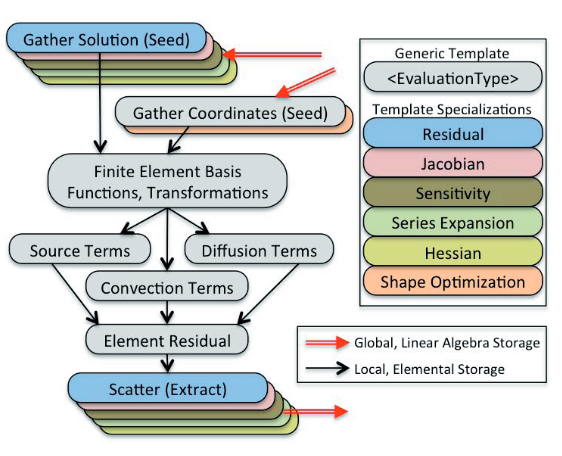 Gather Solution (Seed)
Gather Coordinates (Seed)
Finite Element Basis
Functions, Transformations
Source Terms
Diffusion Terms
Convection Terms
Element Residual
Scatter (Extract)
Generic Template
<EvaluationType>
Template Specializations
Residual
Jacobian
Sensitivity
Series Expansion
Hessian
Shape Optimization
Global, Linear Algebra Storage
Local, Elemental Storage